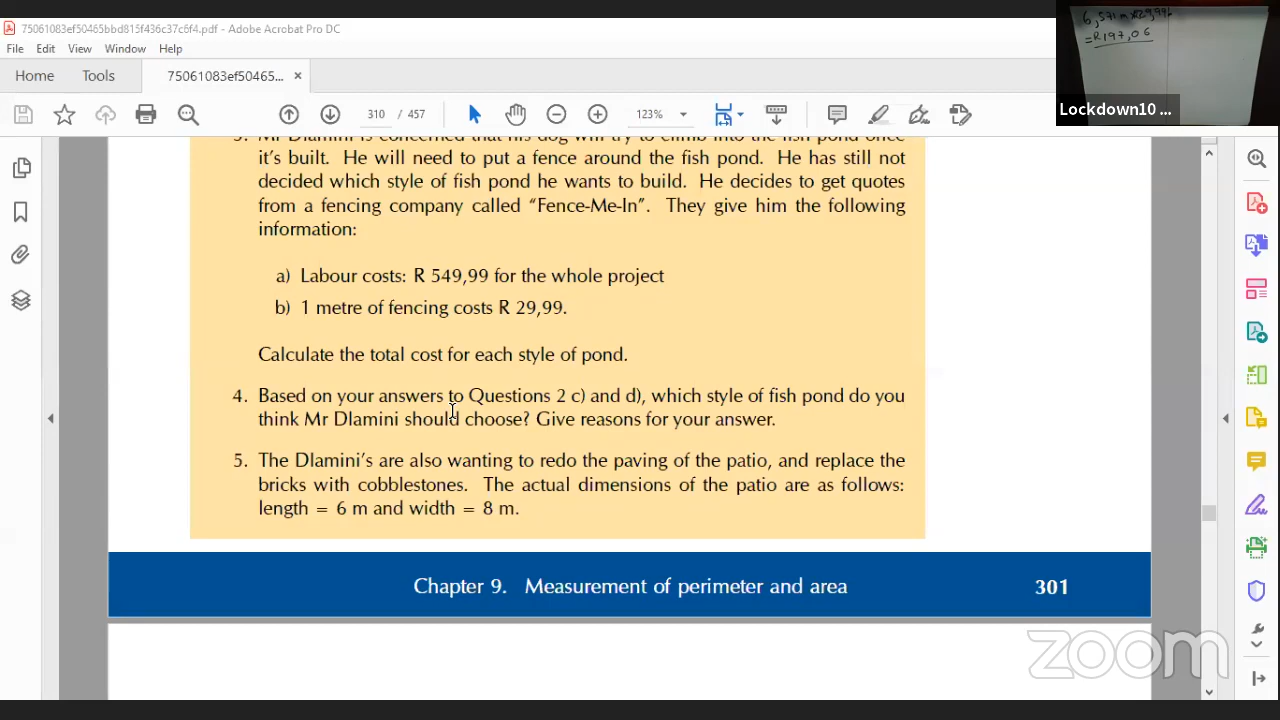 75061083ef50465bbd815f436c37c6f4.pdf - Adobe Acrobat Pro DC
File Edit View Window Help
Home Tools 75061083ef50465... ×
310 / 457 123%
6,571m×29,99
=R197,06
Lockdown10 ...
it's built. He will need to put a fence around the fish pond. He has still not
decided which style of fish pond he wants to build. He decides to get quotes
from a fencing company called “Fence-Me-In”. They give him the following
information:
a) Labour costs: R 549,99 for the whole project
b) 1 metre of fencing costs R 29,99.
Calculate the total cost for each style of pond.
4. Based on your answers to Questions 2 c) and d), which style of fish pond do you
think Mr Dlamini should choose? Give reasons for your answer.
5. The Dlamini's are also wanting to redo the paving of the patio, and replace the
bricks with cobblestones. The actual dimensions of the patio are as follows:
length = 6 m and width = 8 m.
Chapter 9. Measurement of perimeter and area 301
zoom